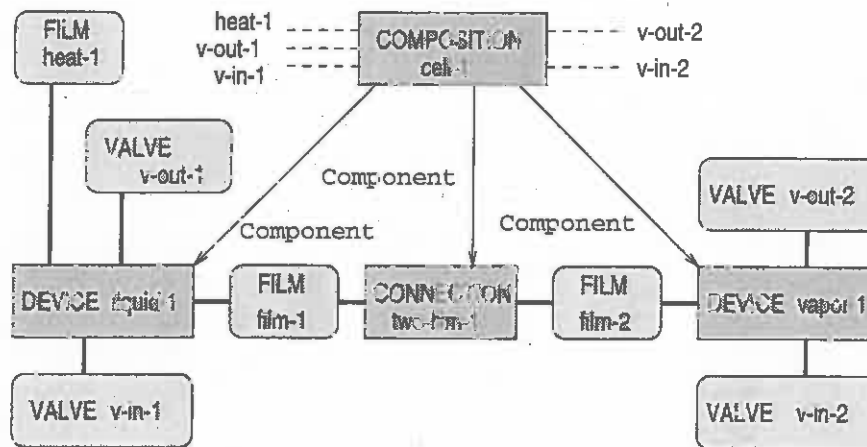 FILM
heat-1
heat-1
v-out-1
v-in-1
COMPOSITION
cell-1
v-out-2
v-in-2
VALVE
v-out-1
Component
Component
Component
VALVE v-out-2
DEVICE liquid 1
FILM
film-1
CONNECTION
two-film-1
FILM
film-2
DEVICE vapor 1
VALVE v-in-1
VALVE v-in-2